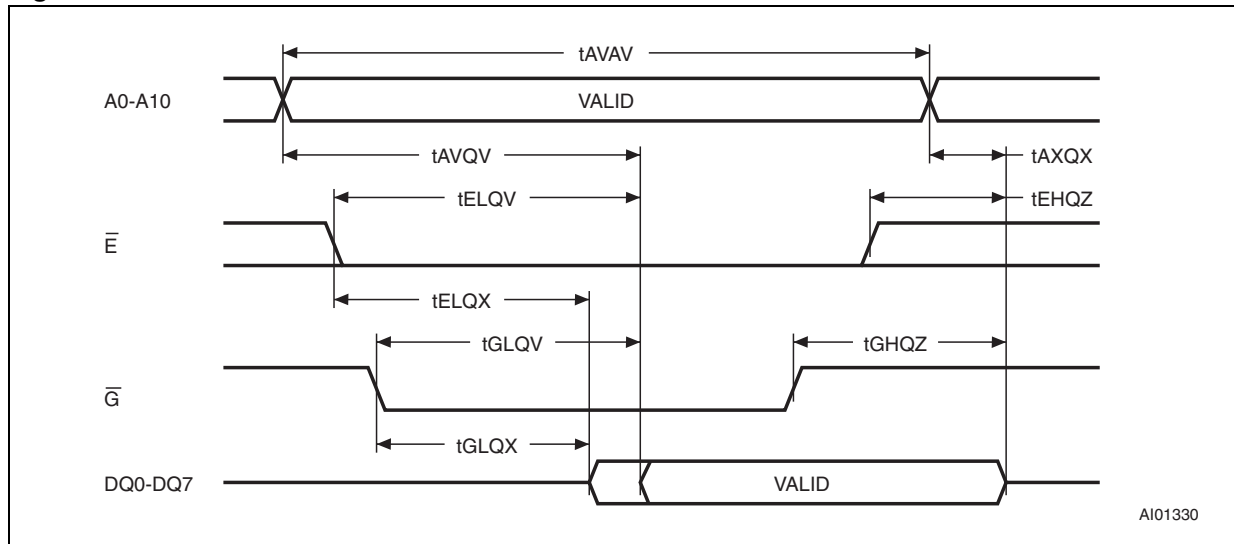 tAVAV
A0-A10 VALID
tAVQV tAXQX
tELQV tEHQZ
E̅
tELQX
tGLQV tGHQZ
G̅
tGLQX
DQ0-DQ7 VALID
AI01330